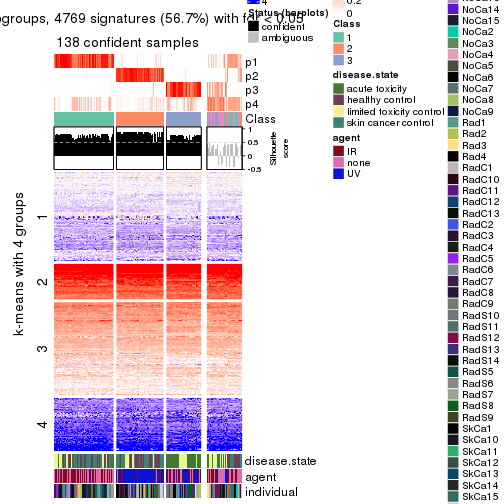 groups, 4769 signatures (56.7%) with fdr < 0.05
138 confident samples
p1
p2
p3
p4
Class
1
0.5
0
-0.5
Silhouette
score
k-means with 4 groups
1
2
3
4
disease.state
agent
individual
4
Status (barplots)
confident
ambiguous
0.2
0
Class
1
2
3
disease.state
acute toxicity
healthy control
limited toxicity control
skin cancer control
agent
IR
none
UV
NoCa14
NoCa15
NoCa2
NoCa3
NoCa4
NoCa5
NoCa6
NoCa7
NoCa8
NoCa9
Rad1
Rad2
Rad3
Rad4
RadC1
RadC10
RadC11
RadC12
RadC13
RadC2
RadC3
RadC4
RadC5
RadC6
RadC7
RadC8
RadC9
RadS10
RadS11
RadS12
RadS13
RadS14
RadS5
RadS6
RadS7
RadS8
RadS9
SkCa1
SkCa10
SkCa11
SkCa12
SkCa13
SkCa14
SkCa15